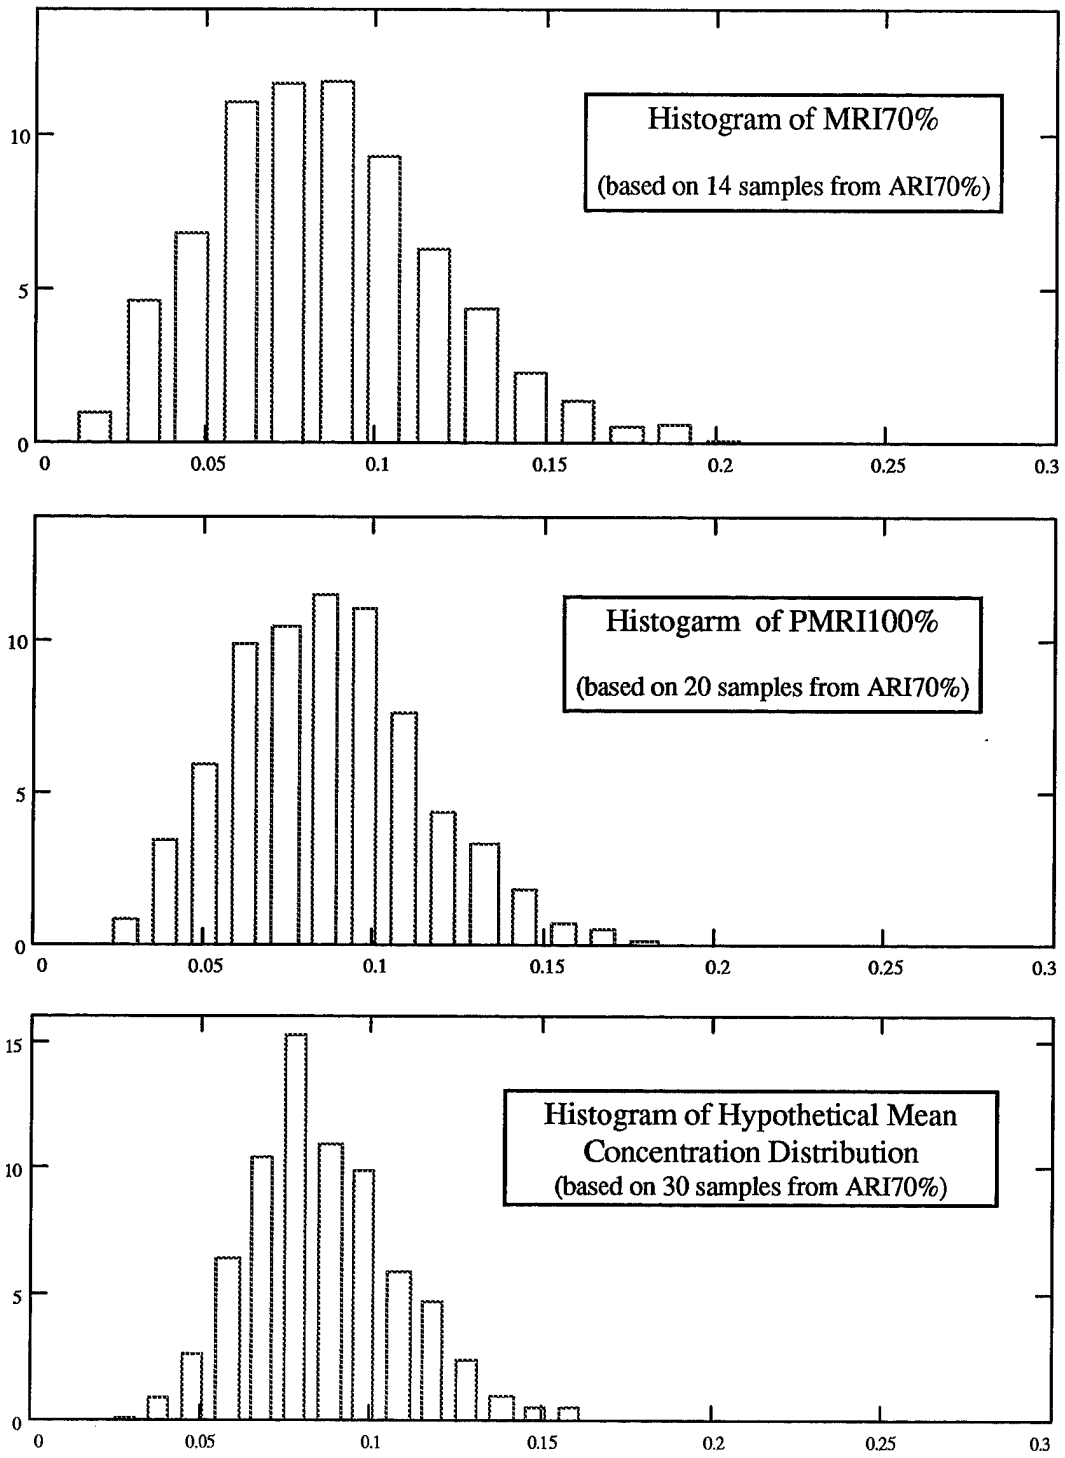 10
5
0
Histogram of MRI70%
(based on 14 samples from ARI70%)
0 0.05 0.1 0.15 0.2 0.25 0.3
10
5
0
Histogarm of PMRI100%
(based on 20 samples from ARI70%)
0 0.05 0.1 0.15 0.2 0.25 0.3
15
10
5
0
Histogram of Hypothetical Mean
Concentration Distribution
(based on 30 samples from ARI70%)
0 0.05 0.1 0.15 0.2 0.25 0.3